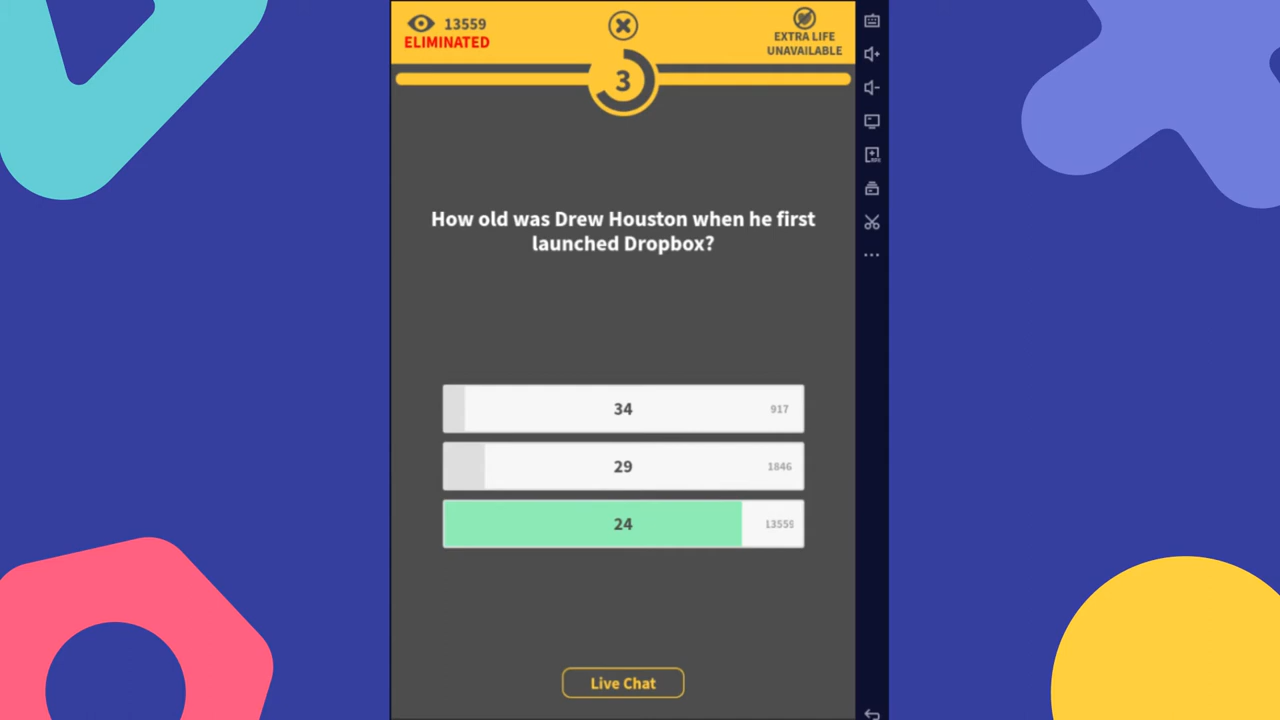 13559
ELIMINATED
EXTRA LIFE
UNAVAILABLE
3
How old was Drew Houston when he first
launched Dropbox?
34
917
29
1846
24
13559
Live Chat